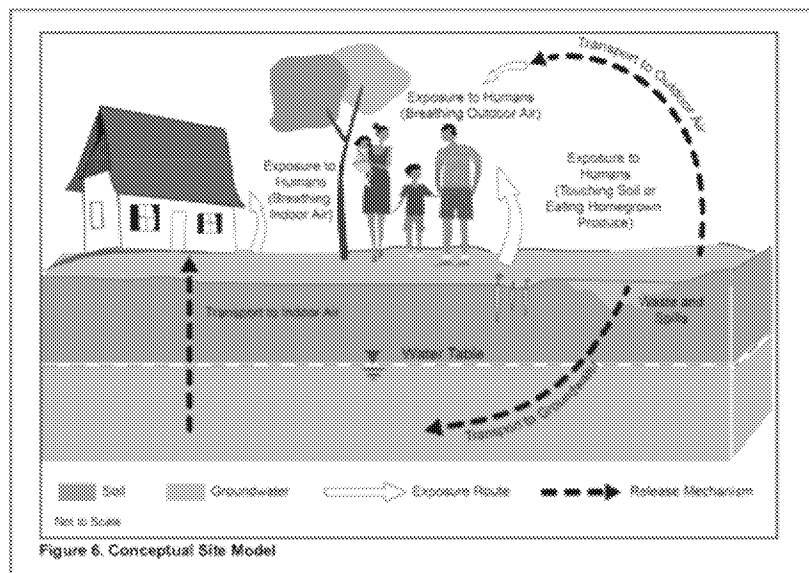 Transport to Outdoor Air
Exposure to Humans
(Breathing Outdoor Air)
Exposure to
Humans
(Breathing
Indoor Air)
Exposure to
Humans
(Touching Soil or
Eating Homegrown
Produce)
Transport to Indoor Air
Waste and
Spills
Water Table
Transport to Groundwater
Soil
Groundwater
Exposure Route
Release Mechanism
Not to Scale
Figure 6. Conceptual Site Model